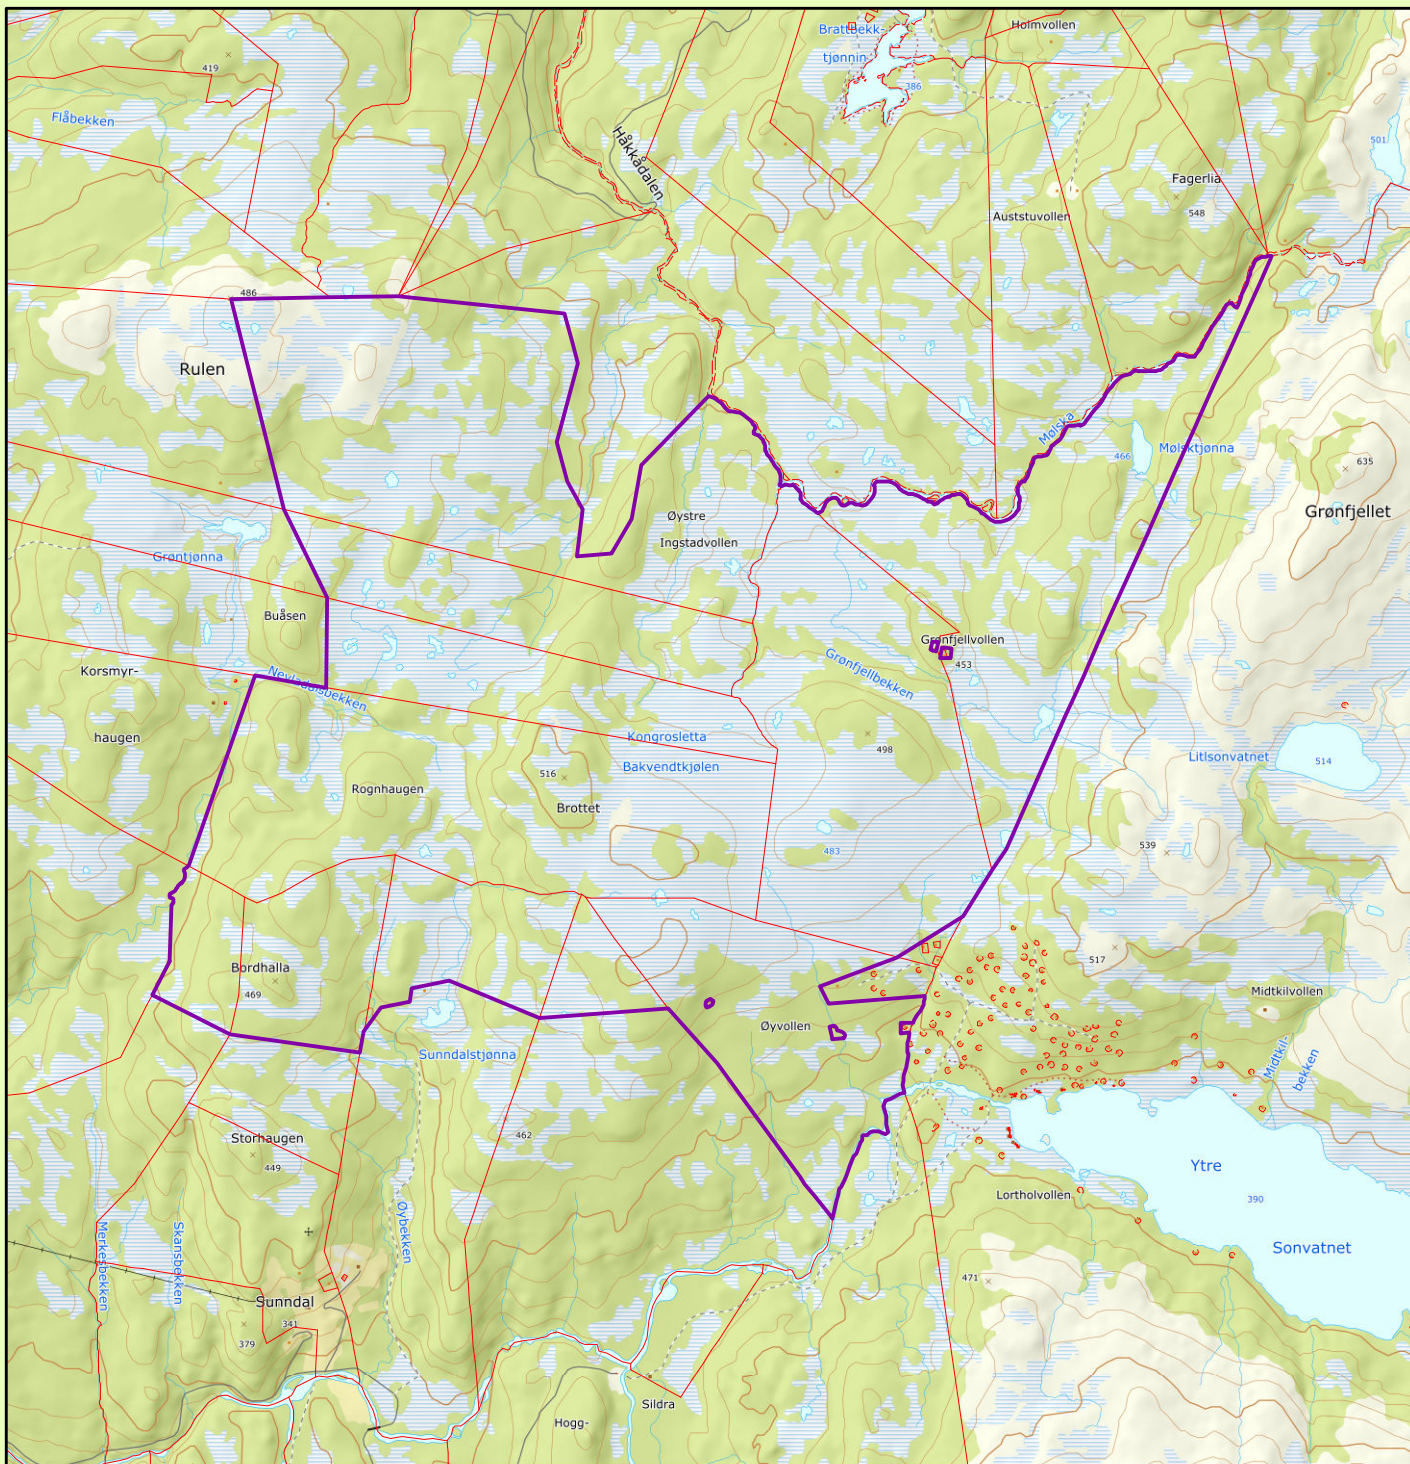 Brattbekk-
tjønnin
386
Holmvollen
419
Flåbekken
Håkkådalen
501
Fagerlia
548
Auststuvollen
486
Rulen
Mølska
466
Mølsktjønna
635
Grønfjellet
Øystre
Ingstadvollen
Grøntjønna
Buåsen
Korsmyr-
haugen
Nevladalsbekken
Grønfjellvollen
453
Grønfjellbekken
Kongrosletta
Bakvendtkjølen
498
516
Brottet
Rognhaugen
Litlsonvatnet
514
483
539
517
Bordhalla
469
Midtkilvollen
Øyvollen
Sunndalstjønna
Midtkil-
bekken
Storhaugen
449
462
Ytre
390
Sonvatnet
Lortholvollen
Merkesbekken
Skansbekken
Øybekken
471
Sunndal
341
379
Sildra
Hogg-